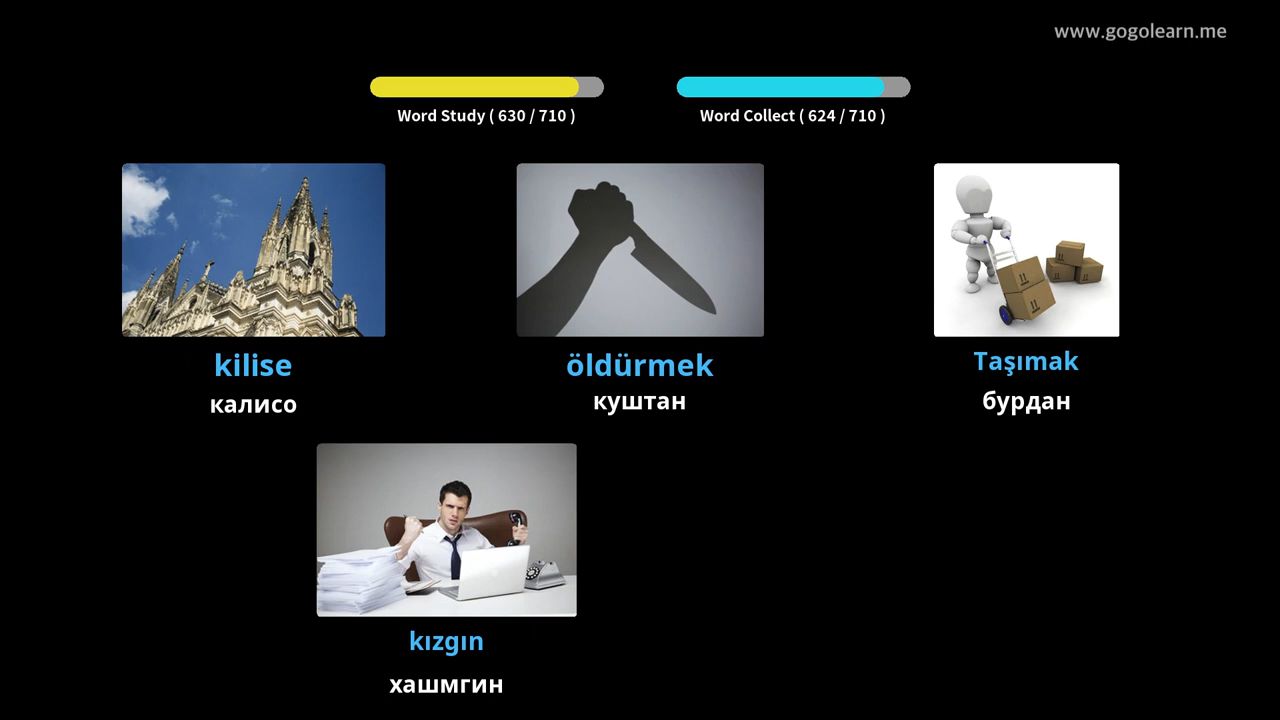 www.gogolearn.me
Word Study ( 630 / 710 )
Word Collect ( 624 / 710 )
kilise
öldürmek
Taşımak
калисо
куштан
бурдан
kızgın
хашмгин